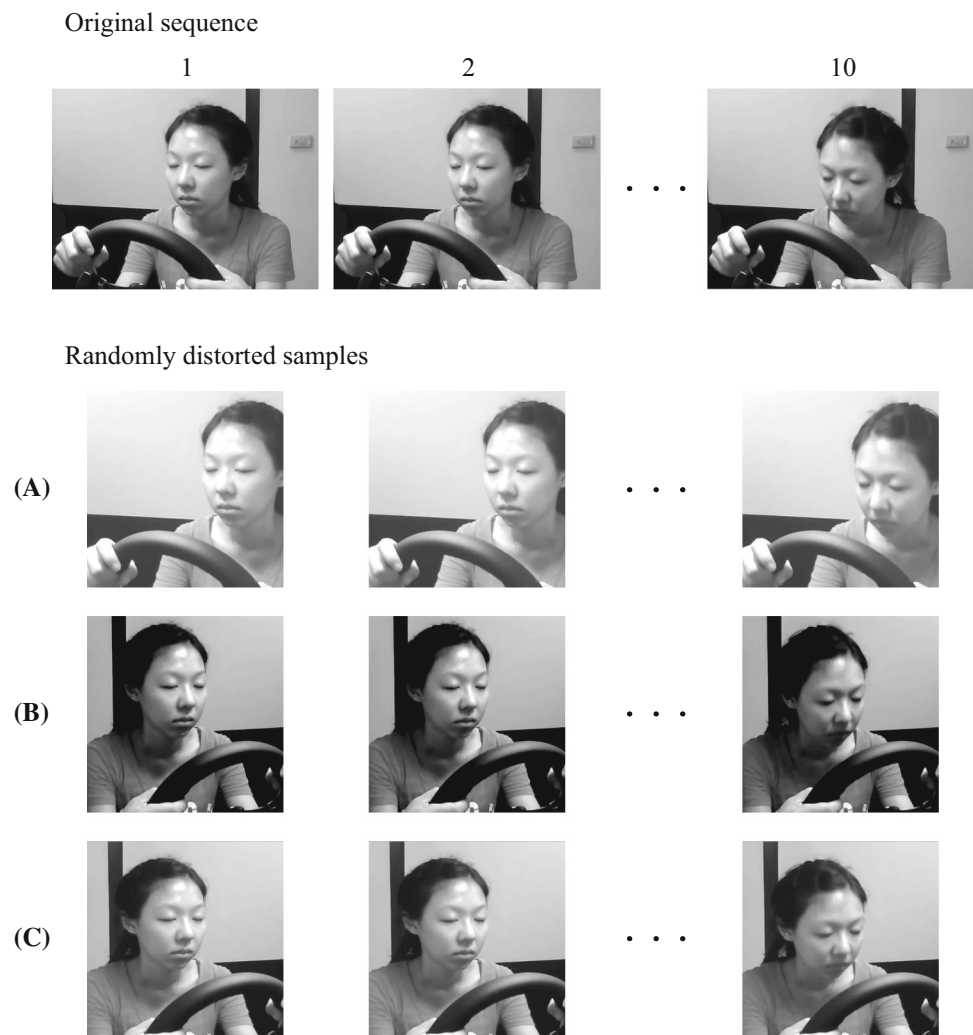 Original sequence
1 2 10
. . .
Randomly distorted samples
(A) . . .
(B) . . .
(C) . . .